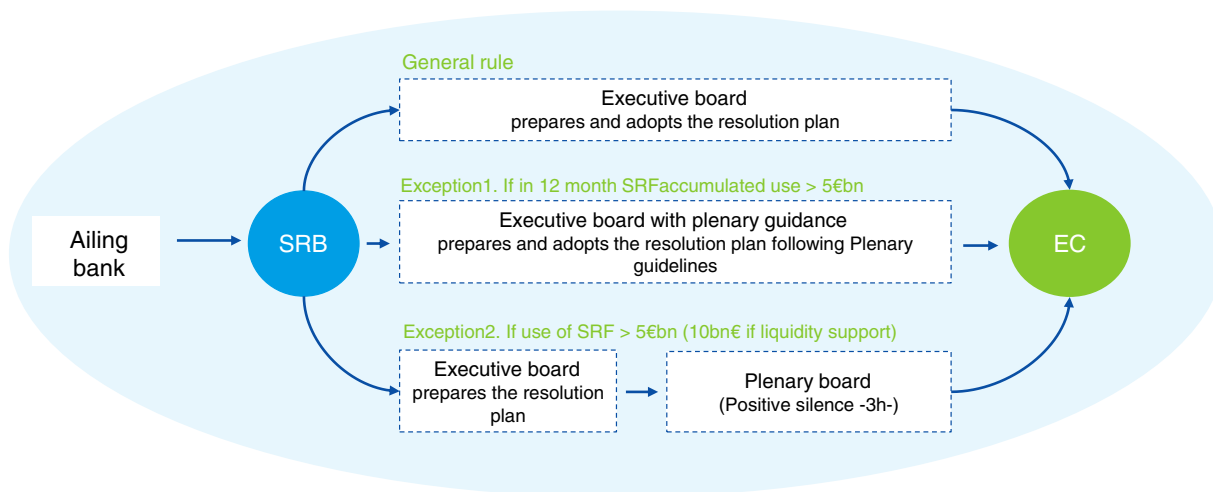 General rule
Executive board
prepares and adopts the resolution plan
Exception1. If in 12 month SRFaccumulated use > 5€bn
Executive board with plenary guidance
prepares and adopts the resolution plan following Plenary
guidelines
Ailing
bank
SRB
EC
Exception2. If use of SRF > 5€bn (10bn€ if liquidity support)
Executive board
prepares the resolution
plan
Plenary board
(Positive silence -3h-)